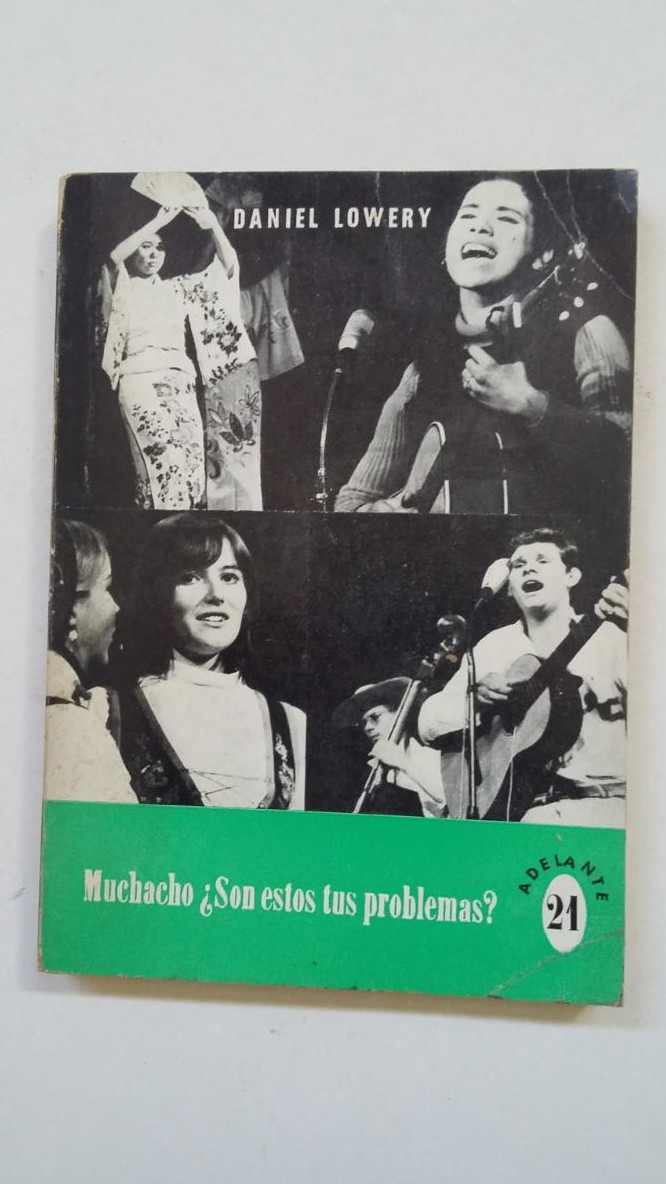 DANIEL LOWERY
Muchacho ¿Son estos tus problemas?
ADELANTE
21